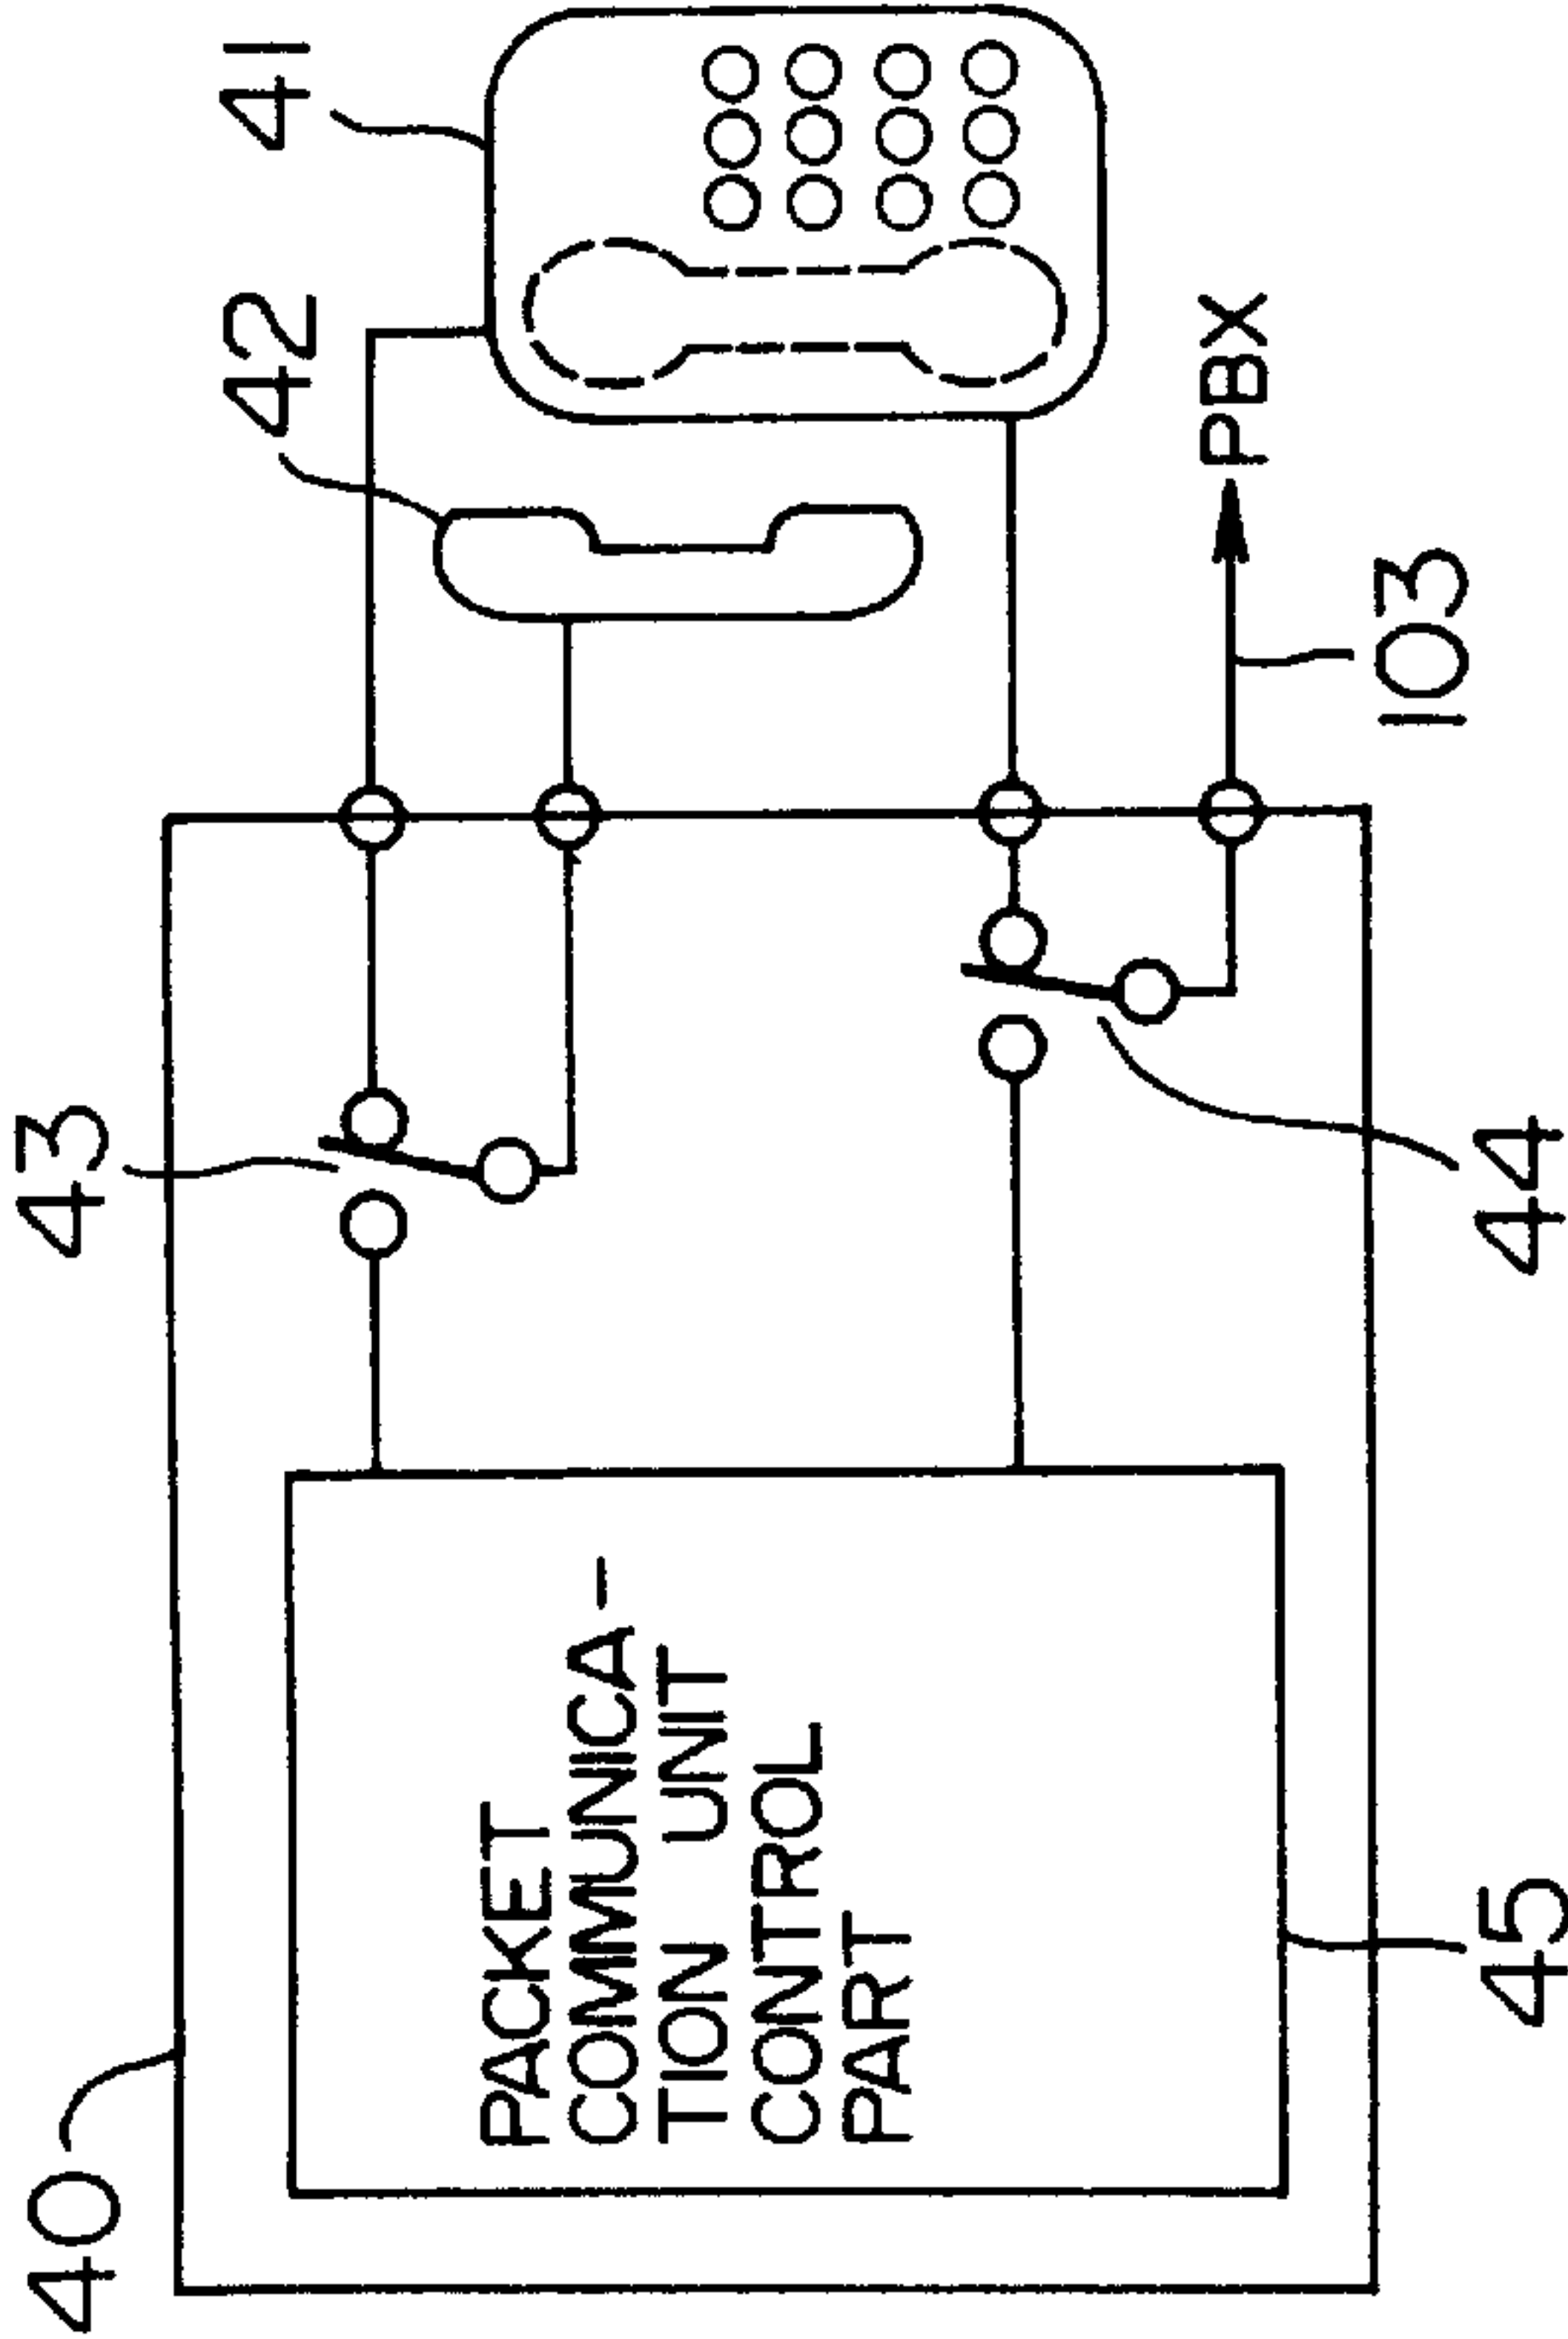 40
43
42
41
PACKET
COMMUNICA-
TION UNIT
CONTROL
PART
PBX
103
45
44